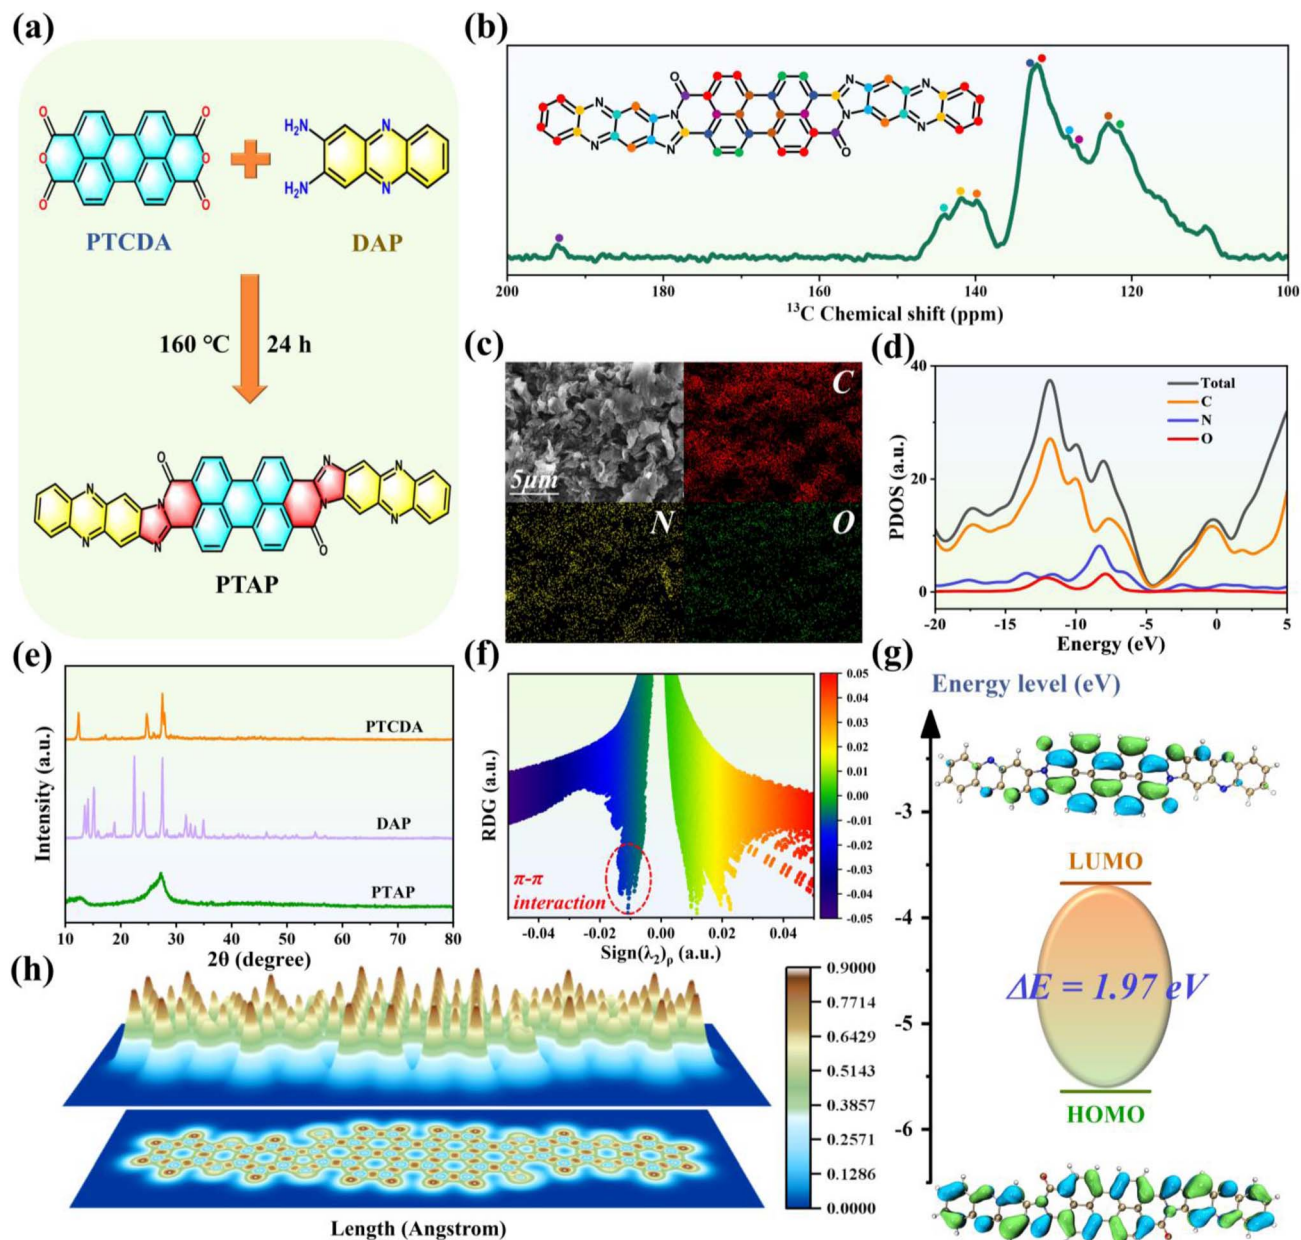 (a)
O O
O O
O O
PTCDA
H₂N
H₂N
N
N
DAP
160 °C 24 h
O
N N N N
N N N N
O
PTAP
(b)
O
N N N N
N N N N
O
200 180 160 140 120 100
¹³C Chemical shift (ppm)
(c)
C
5μm
N
O
(d)
PDOS (a.u.)
40
20
0
Total
C
N
O
-20 -15 -10 -5 0 5
Energy (eV)
(e)
Intensity (a.u.)
PTCDA
DAP
PTAP
10 20 30 40 50 60 70 80
2θ (degree)
(f)
RDG (a.u.)
π-π
interaction
-0.04 -0.02 0.00 0.02 0.04
Sign(λ₂)ρ (a.u.)
0.05
0.04
0.03
0.02
0.01
0.00
-0.01
-0.02
-0.03
-0.04
-0.05
(g)
Energy level (eV)
-3
-4
-5
-6
LUMO
ΔE = 1.97 eV
HOMO
(h)
0.9000
0.7714
0.6429
0.5143
0.3857
0.2571
0.1286
0.0000
Length (Angstrom)